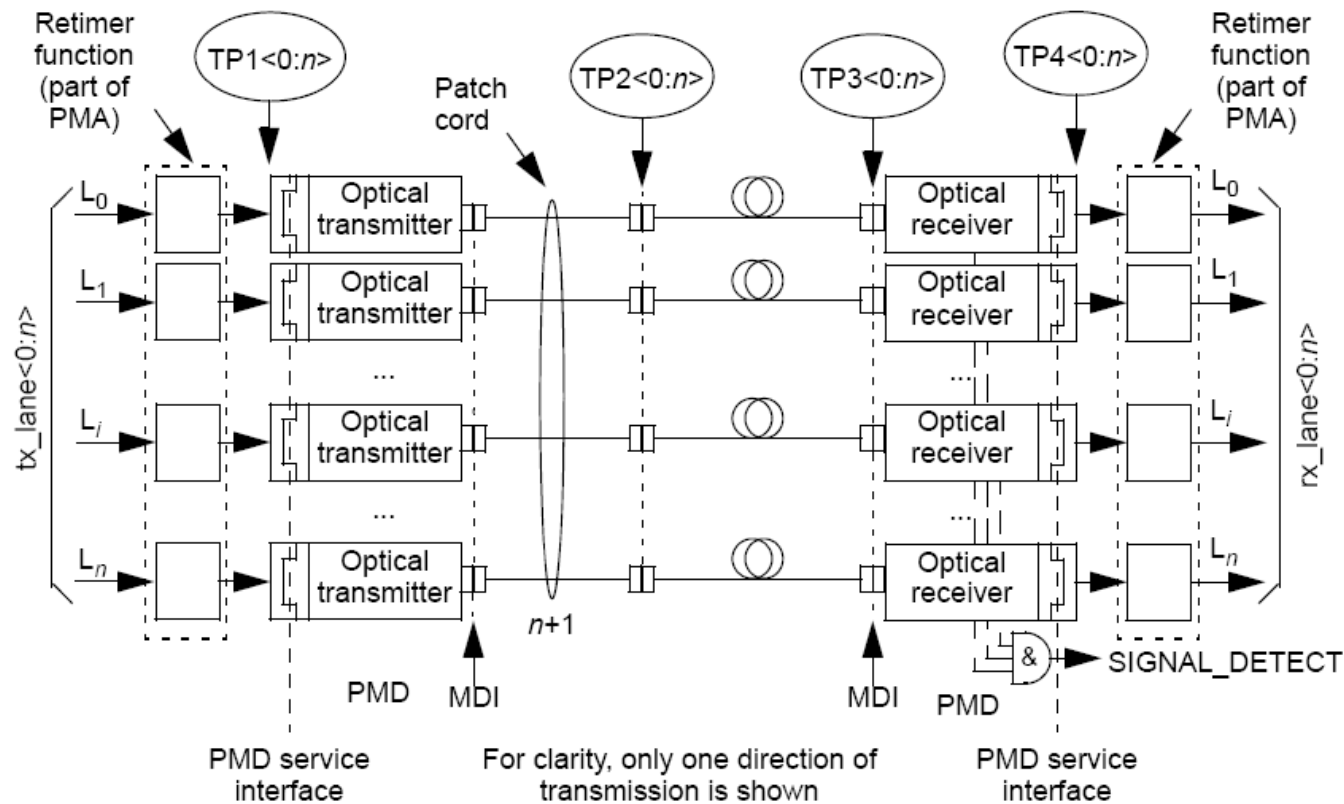 Retimer
function
(part of
PMA)
TP1<0:n>
Patch
cord
TP2<0:n>
TP3<0:n>
TP4<0:n>
Retimer
function
(part of
PMA)
tx_lane<0:n>
L0
Optical
transmitter
Optical
receiver
L0
L1
Optical
transmitter
Optical
receiver
L1
...
...
Li
Optical
transmitter
Optical
receiver
Li
...
...
Ln
Optical
transmitter
Optical
receiver
Ln
rx_lane<0:n>
n+1
&
SIGNAL_DETECT
PMD
MDI
MDI
PMD
PMD service
interface
For clarity, only one direction of
transmission is shown
PMD service
interface